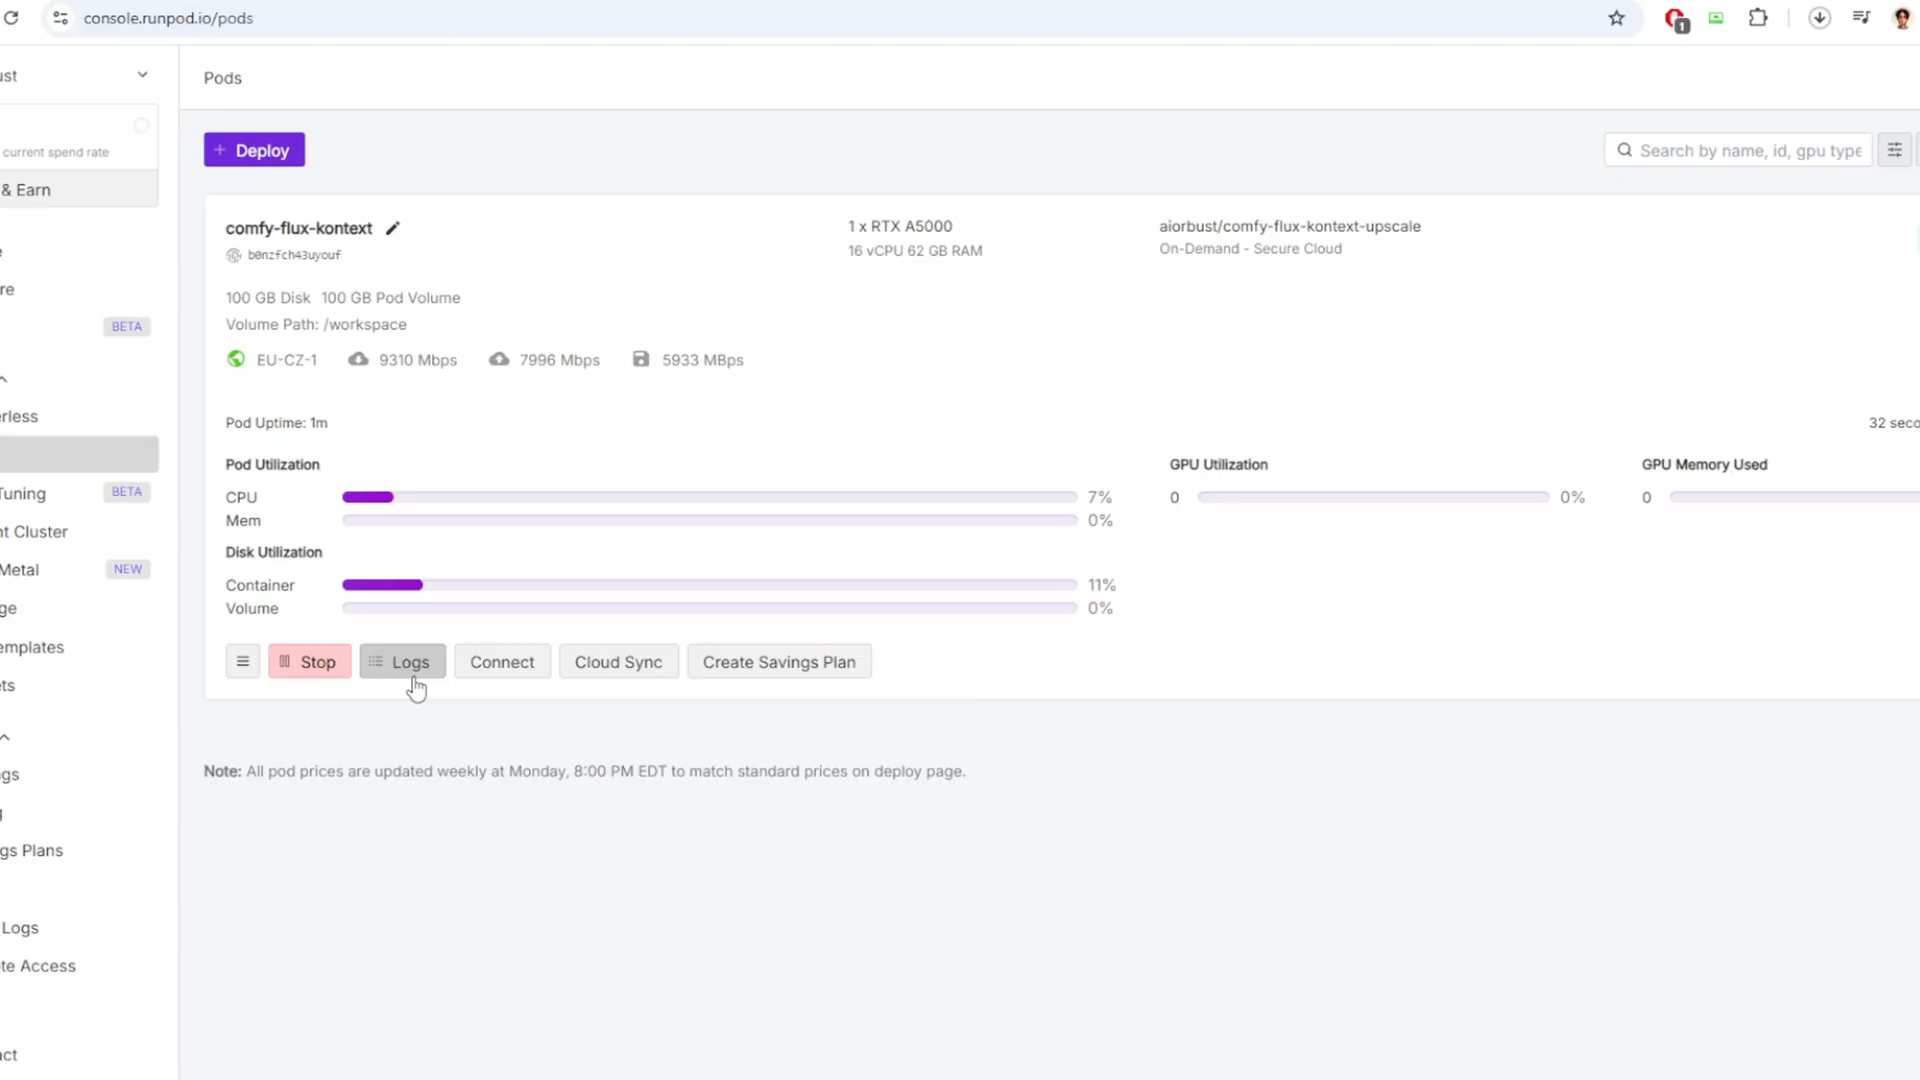 console.runpod.io/pods
1
ust
Pods
current spend rate
Deploy
Search by name, id, gpu type
& Earn
comfy-flux-kontext
1 x RTX A5000
aiorbust/comfy-flux-kontext-upscale
b0nzfch43uyouf
16 vCPU 62 GB RAM
On-Demand - Secure Cloud
e
re
100 GB Disk 100 GB Pod Volume
BETA
Volume Path: /workspace
EU-CZ-1 9310 Mbps 7996 Mbps 5933 MBps
erless
Pod Uptime: 1m
32 seco
Pod Utilization
GPU Utilization
GPU Memory Used
Tuning BETA
CPU 7%
0 0%
0
Mem 0%
nt Cluster
Disk Utilization
Metal NEW
Container 11%
ge
Volume 0%
emplates
Stop Logs Connect Cloud Sync Create Savings Plan
ets
gs
Note: All pod prices are updated weekly at Monday, 8:00 PM EDT to match standard prices on deploy page.
g
gs Plans
Logs
te Access
act